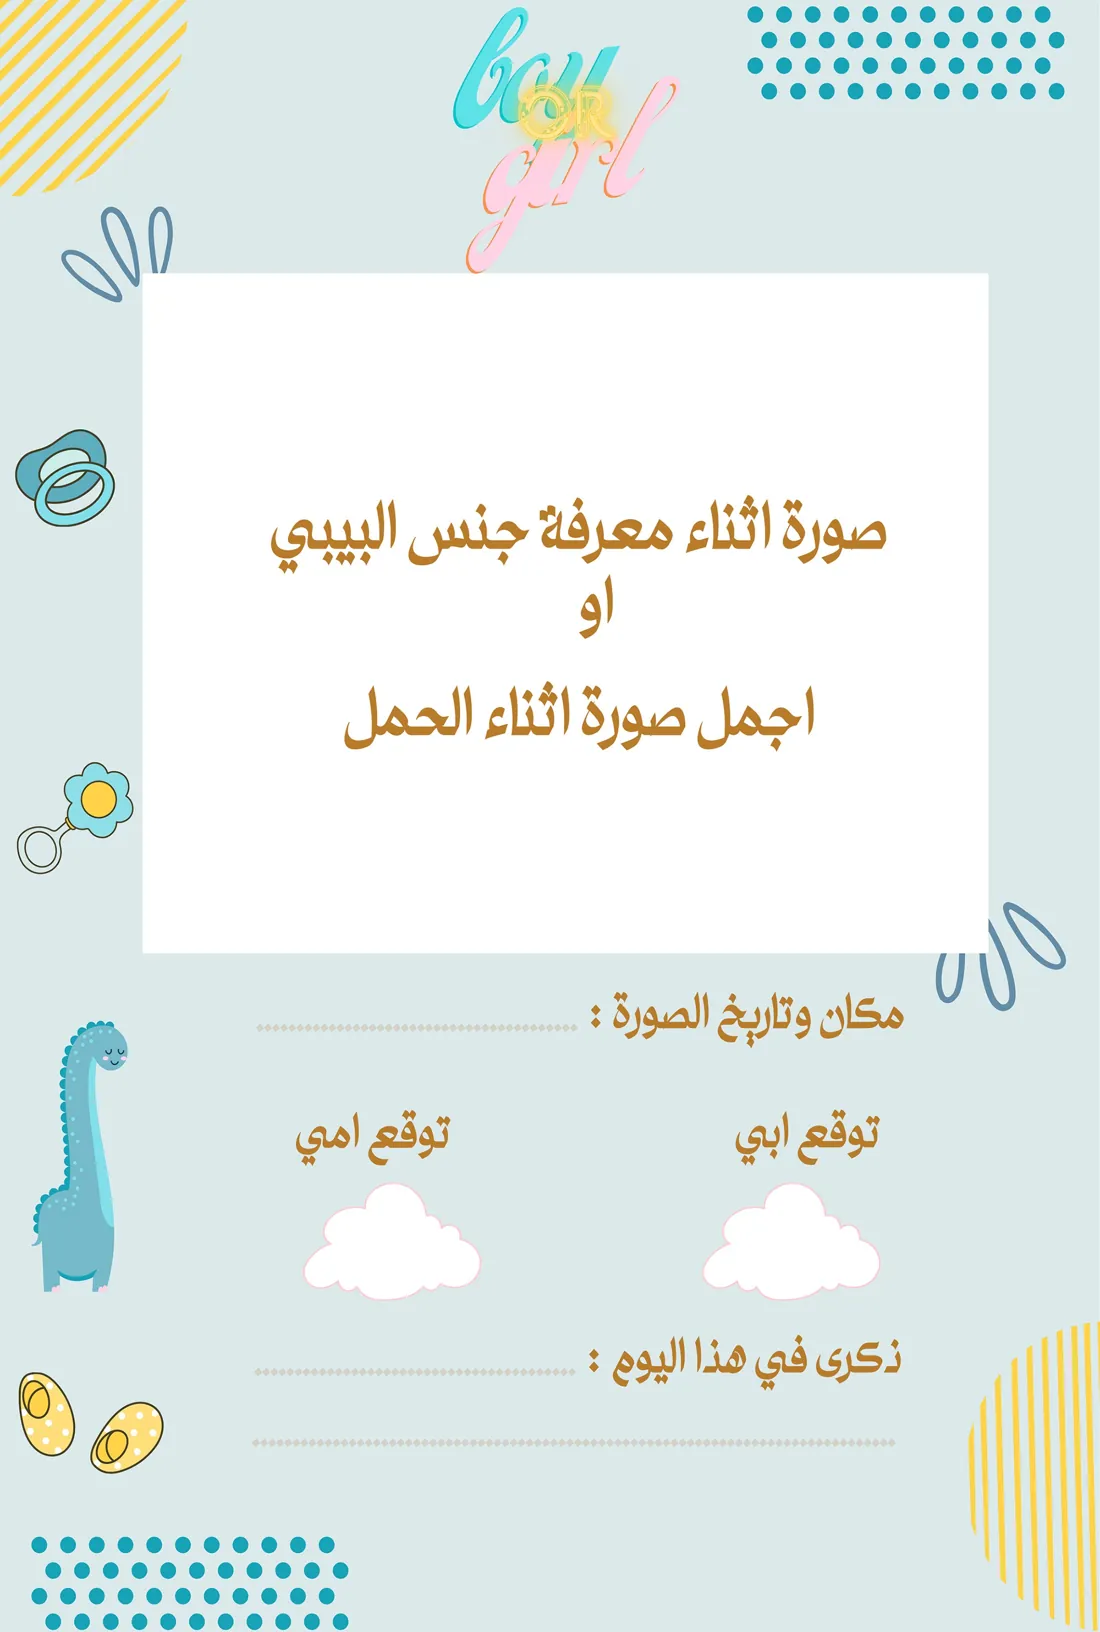 boy
OR
girl
صورة اثناء معرفة جنس البيبي
او
اجمل صورة اثناء الحمل
مكان وتاريخ الصورة :
توقع ابي
توقع امي
ذكرى في هذا اليوم :